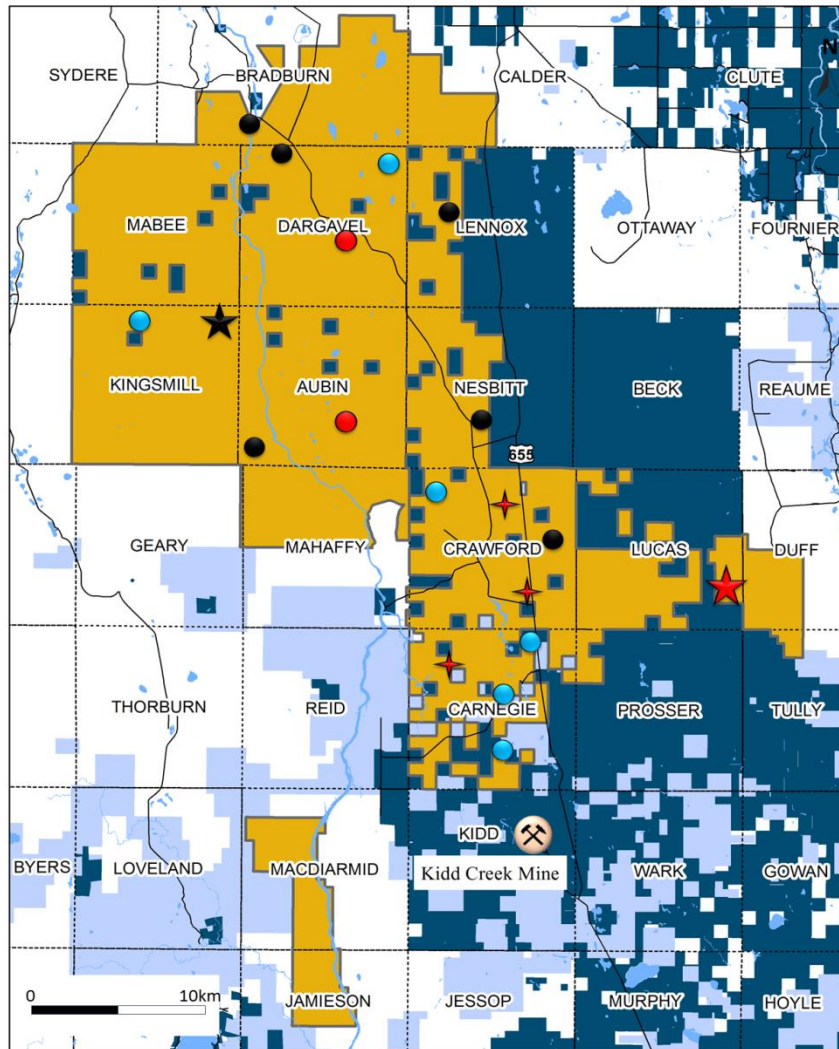 N
SYDERE
BRADBURN
CALDER
CLUTE
MABEE
DARGAVEL
LENNOX
OTTAWAY
FOURNIER
KINGSMILL
AUBIN
NESBITT
BECK
REAUME
655
GEARY
MAHAFFY
CRAWFORD
LUCAS
DUFF
THORBURN
REID
CARNEGIE
PROSSER
TULLY
KIDD
BYERS
LOVELAND
MACDIARMID
Kidd Creek Mine
WARK
GOWAN
0 10km
JAMIESON
JESSOP
MURPHY
HOYLE